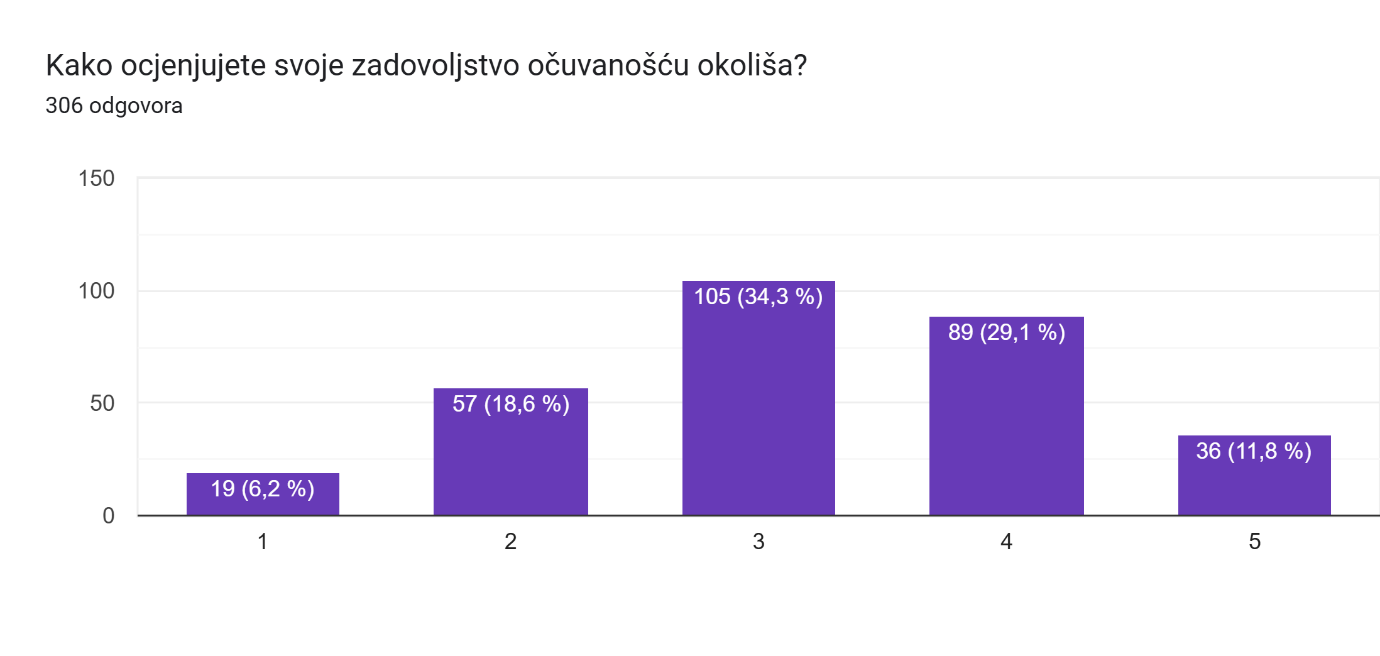 Kako ocjenjujete svoje zadovoljstvo očuvanošću okoliša?
306 odgovora
150
100
50
0
19 (6,2 %)
57 (18,6 %)
105 (34,3 %)
89 (29,1 %)
36 (11,8 %)
1
2
3
4
5